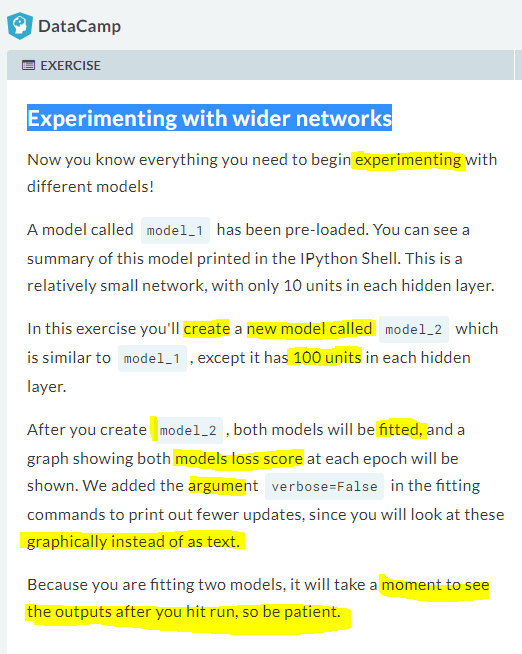 DataCamp
EXERCISE
Experimenting with wider networks
Now you know everything you need to begin experimenting with
different models!
A model called model_1 has been pre-loaded. You can see a
summary of this model printed in the IPython Shell. This is a
relatively small network, with only 10 units in each hidden layer.
In this exercise you'll create a new model called model_2 which
is similar to model_1 , except it has 100 units in each hidden
layer.
After you create model_2 , both models will be fitted, and a
graph showing both models loss score at each epoch will be
shown. We added the argument verbose=False in the fitting
commands to print out fewer updates, since you will look at these
graphically instead of as text.
Because you are fitting two models, it will take a moment to see
the outputs after you hit run, so be patient.